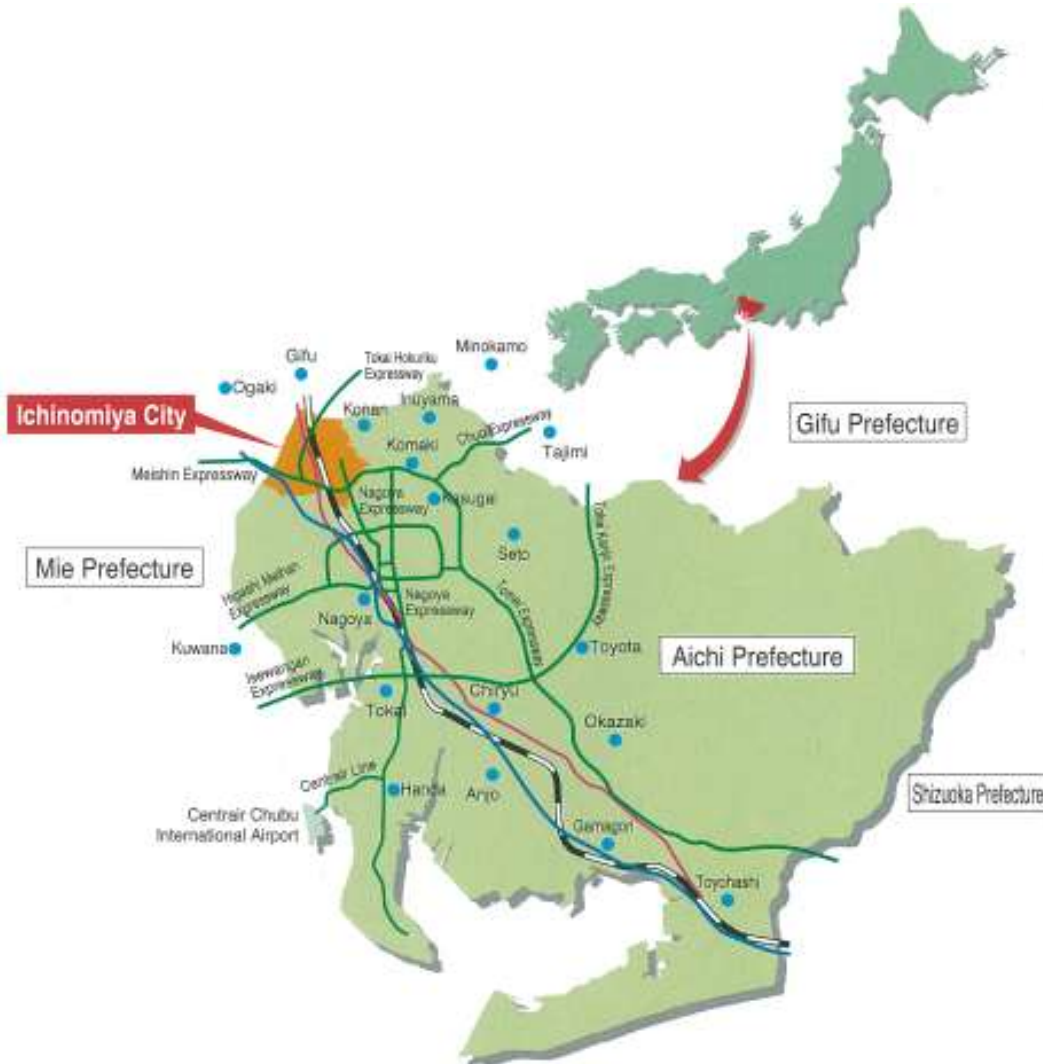 Minokamo
Gifu
Tokai Hokuriku
Expressway
Ogaki
Ichinomiya City
Konan
Inuyama
Gifu Prefecture
Chuo Expressway
Tajimi
Komaki
Meishin Expressway
Nagoya
Expressway
Kasugai
Seto
Mie Prefecture
Higashi Meihan
Expressway
Nagoya
Expressway
Nagoya
Tomei Expressway
Kuwana
Toyota
Aichi Prefecture
Isewangan
Expressway
Tokai
Chiryu
Okazaki
Centrair Line
Handa
Anjo
Shizuoka Prefecture
Centrair Chubu
International Airport
Gamagori
Toyohashi